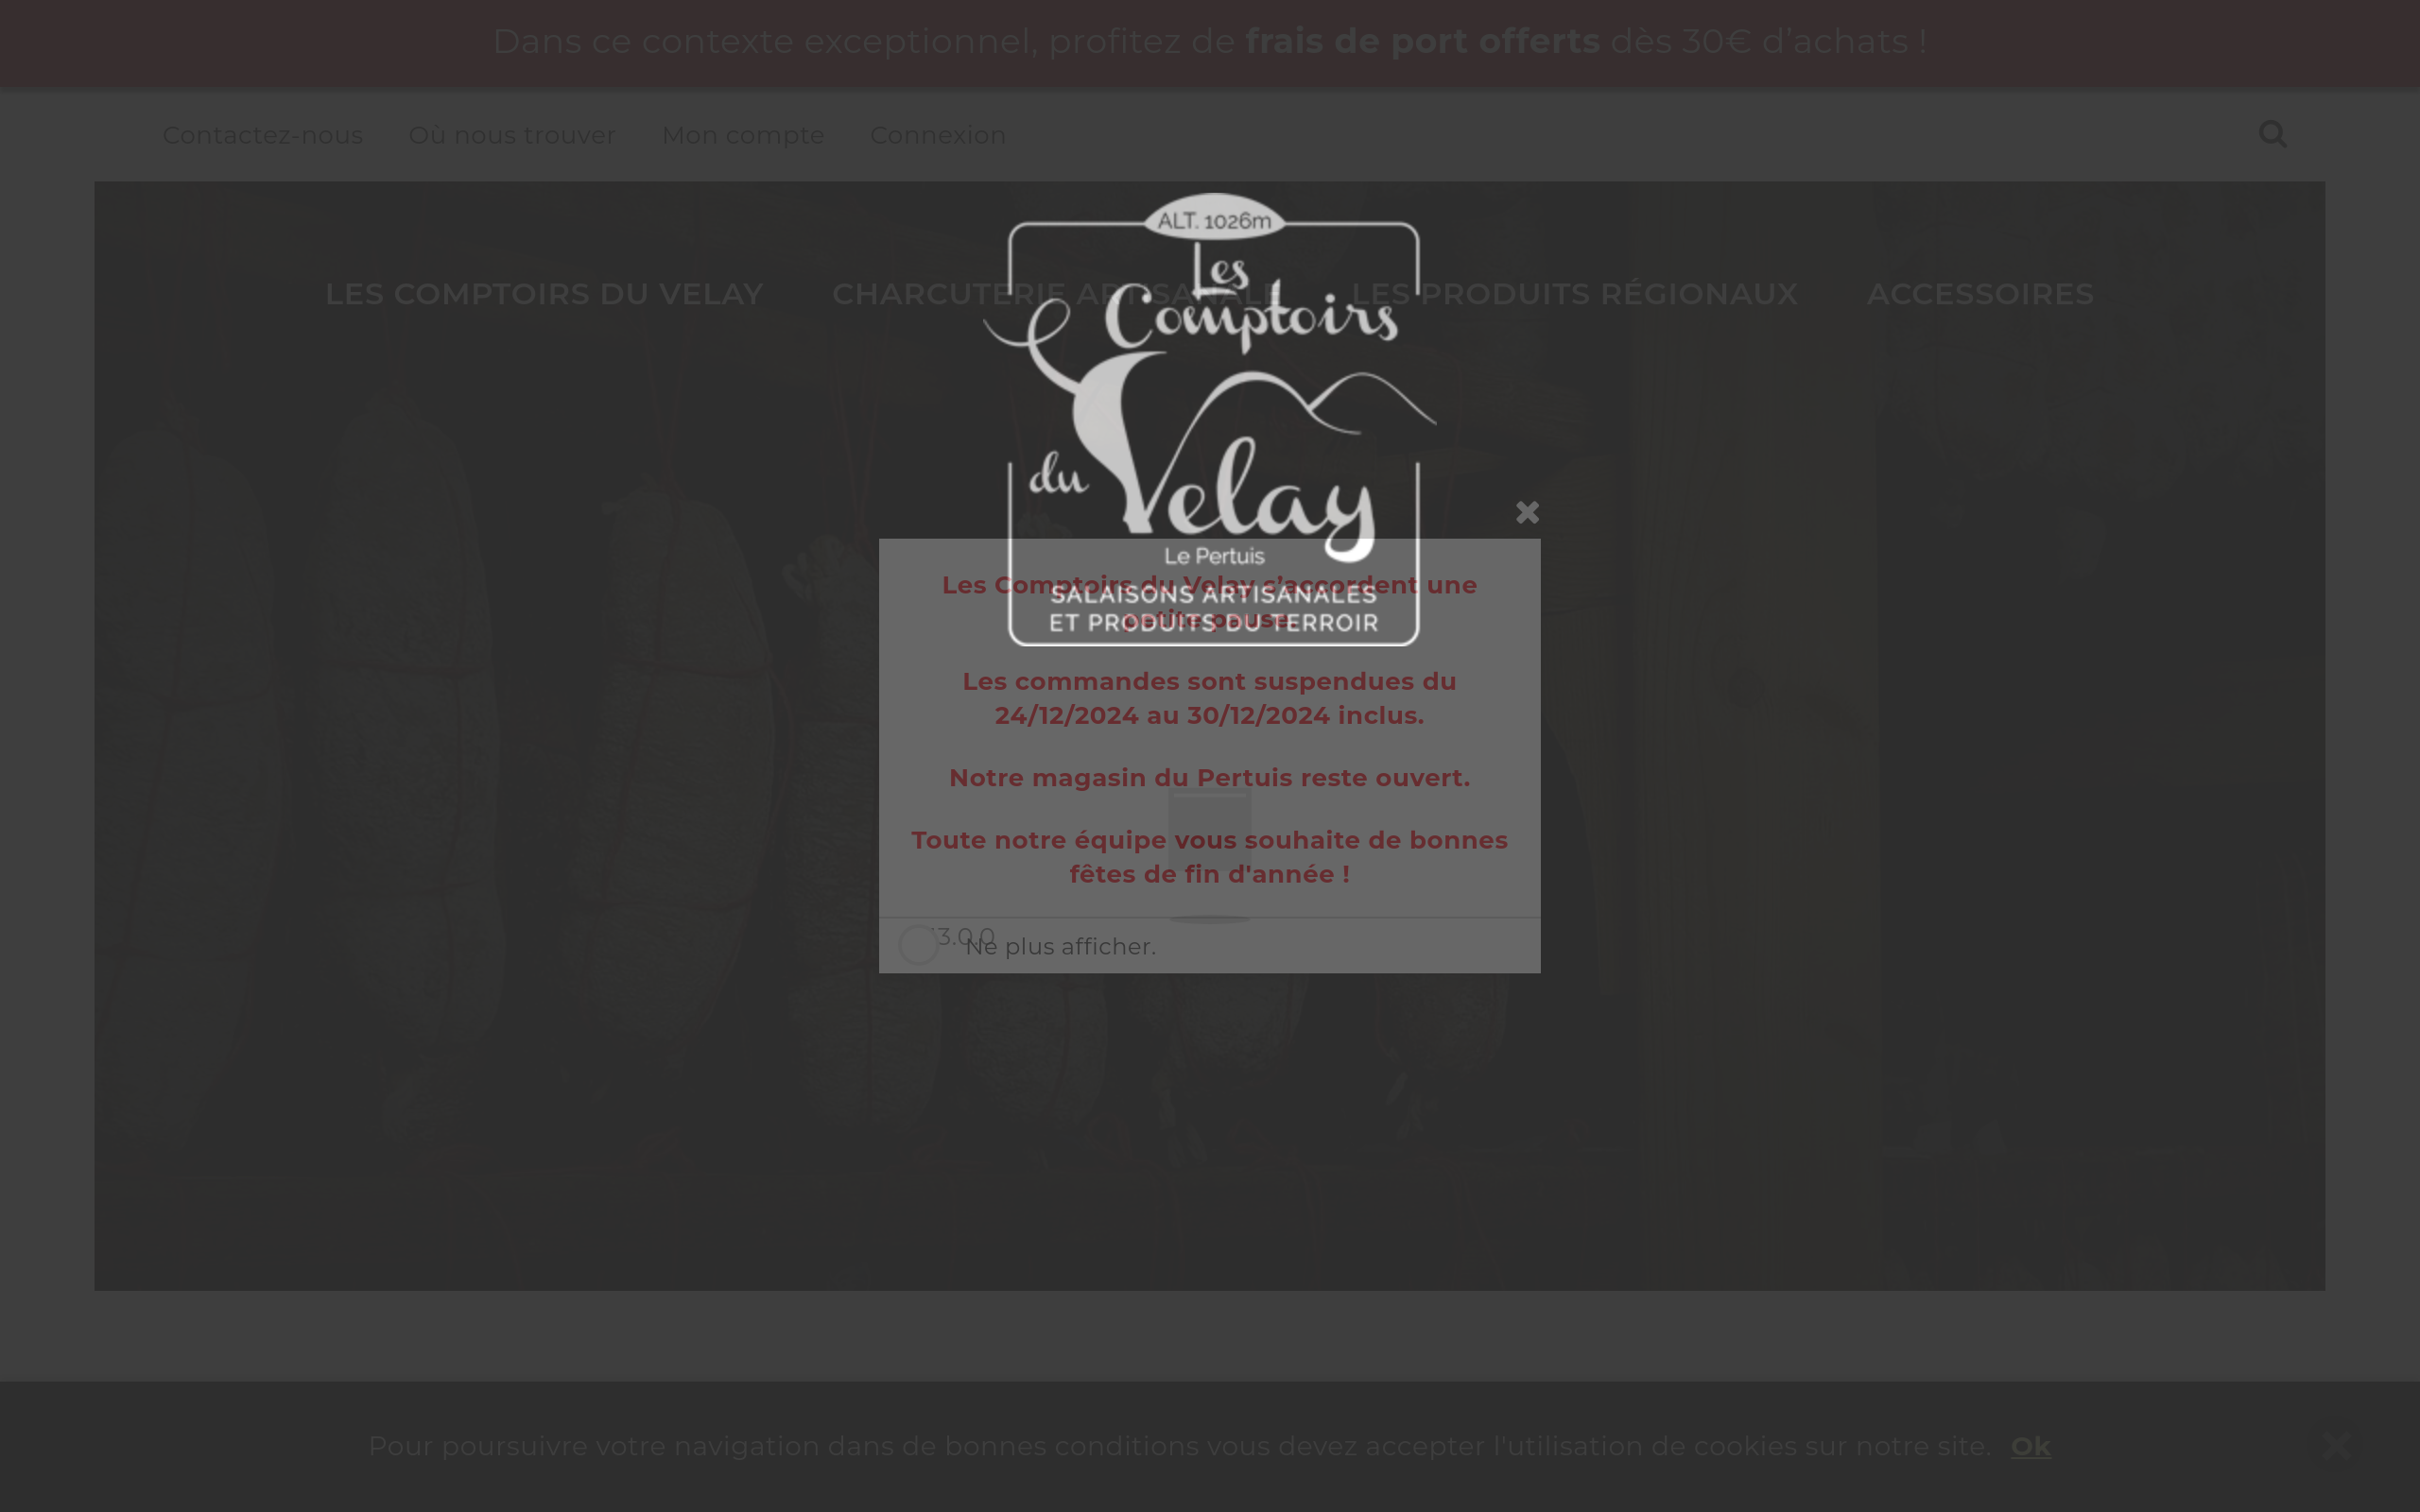 Dans ce contexte exceptionnel, profitez de frais de port offerts dès 30€ d’achats !
Contactez-nous Où nous trouver Mon compte Connexion
ALT. 1026m
Les
Comptoirs
du Velay
Le Pertuis
SALAISONS ARTISANALES
ET PRODUITS DU TERROIR
LES COMPTOIRS DU VELAY CHARCUTERIE ARTISANALE LES PRODUITS RÉGIONAUX ACCESSOIRES
Les Comptoirs du Velay s’accordent une
petite pause.
Les commandes sont suspendues du
24/12/2024 au 30/12/2024 inclus.
Notre magasin du Pertuis reste ouvert.
Toute notre équipe vous souhaite de bonnes
fêtes de fin d'année !
Ne plus afficher.
Pour poursuivre votre navigation dans de bonnes conditions vous devez accepter l'utilisation de cookies sur notre site. Ok